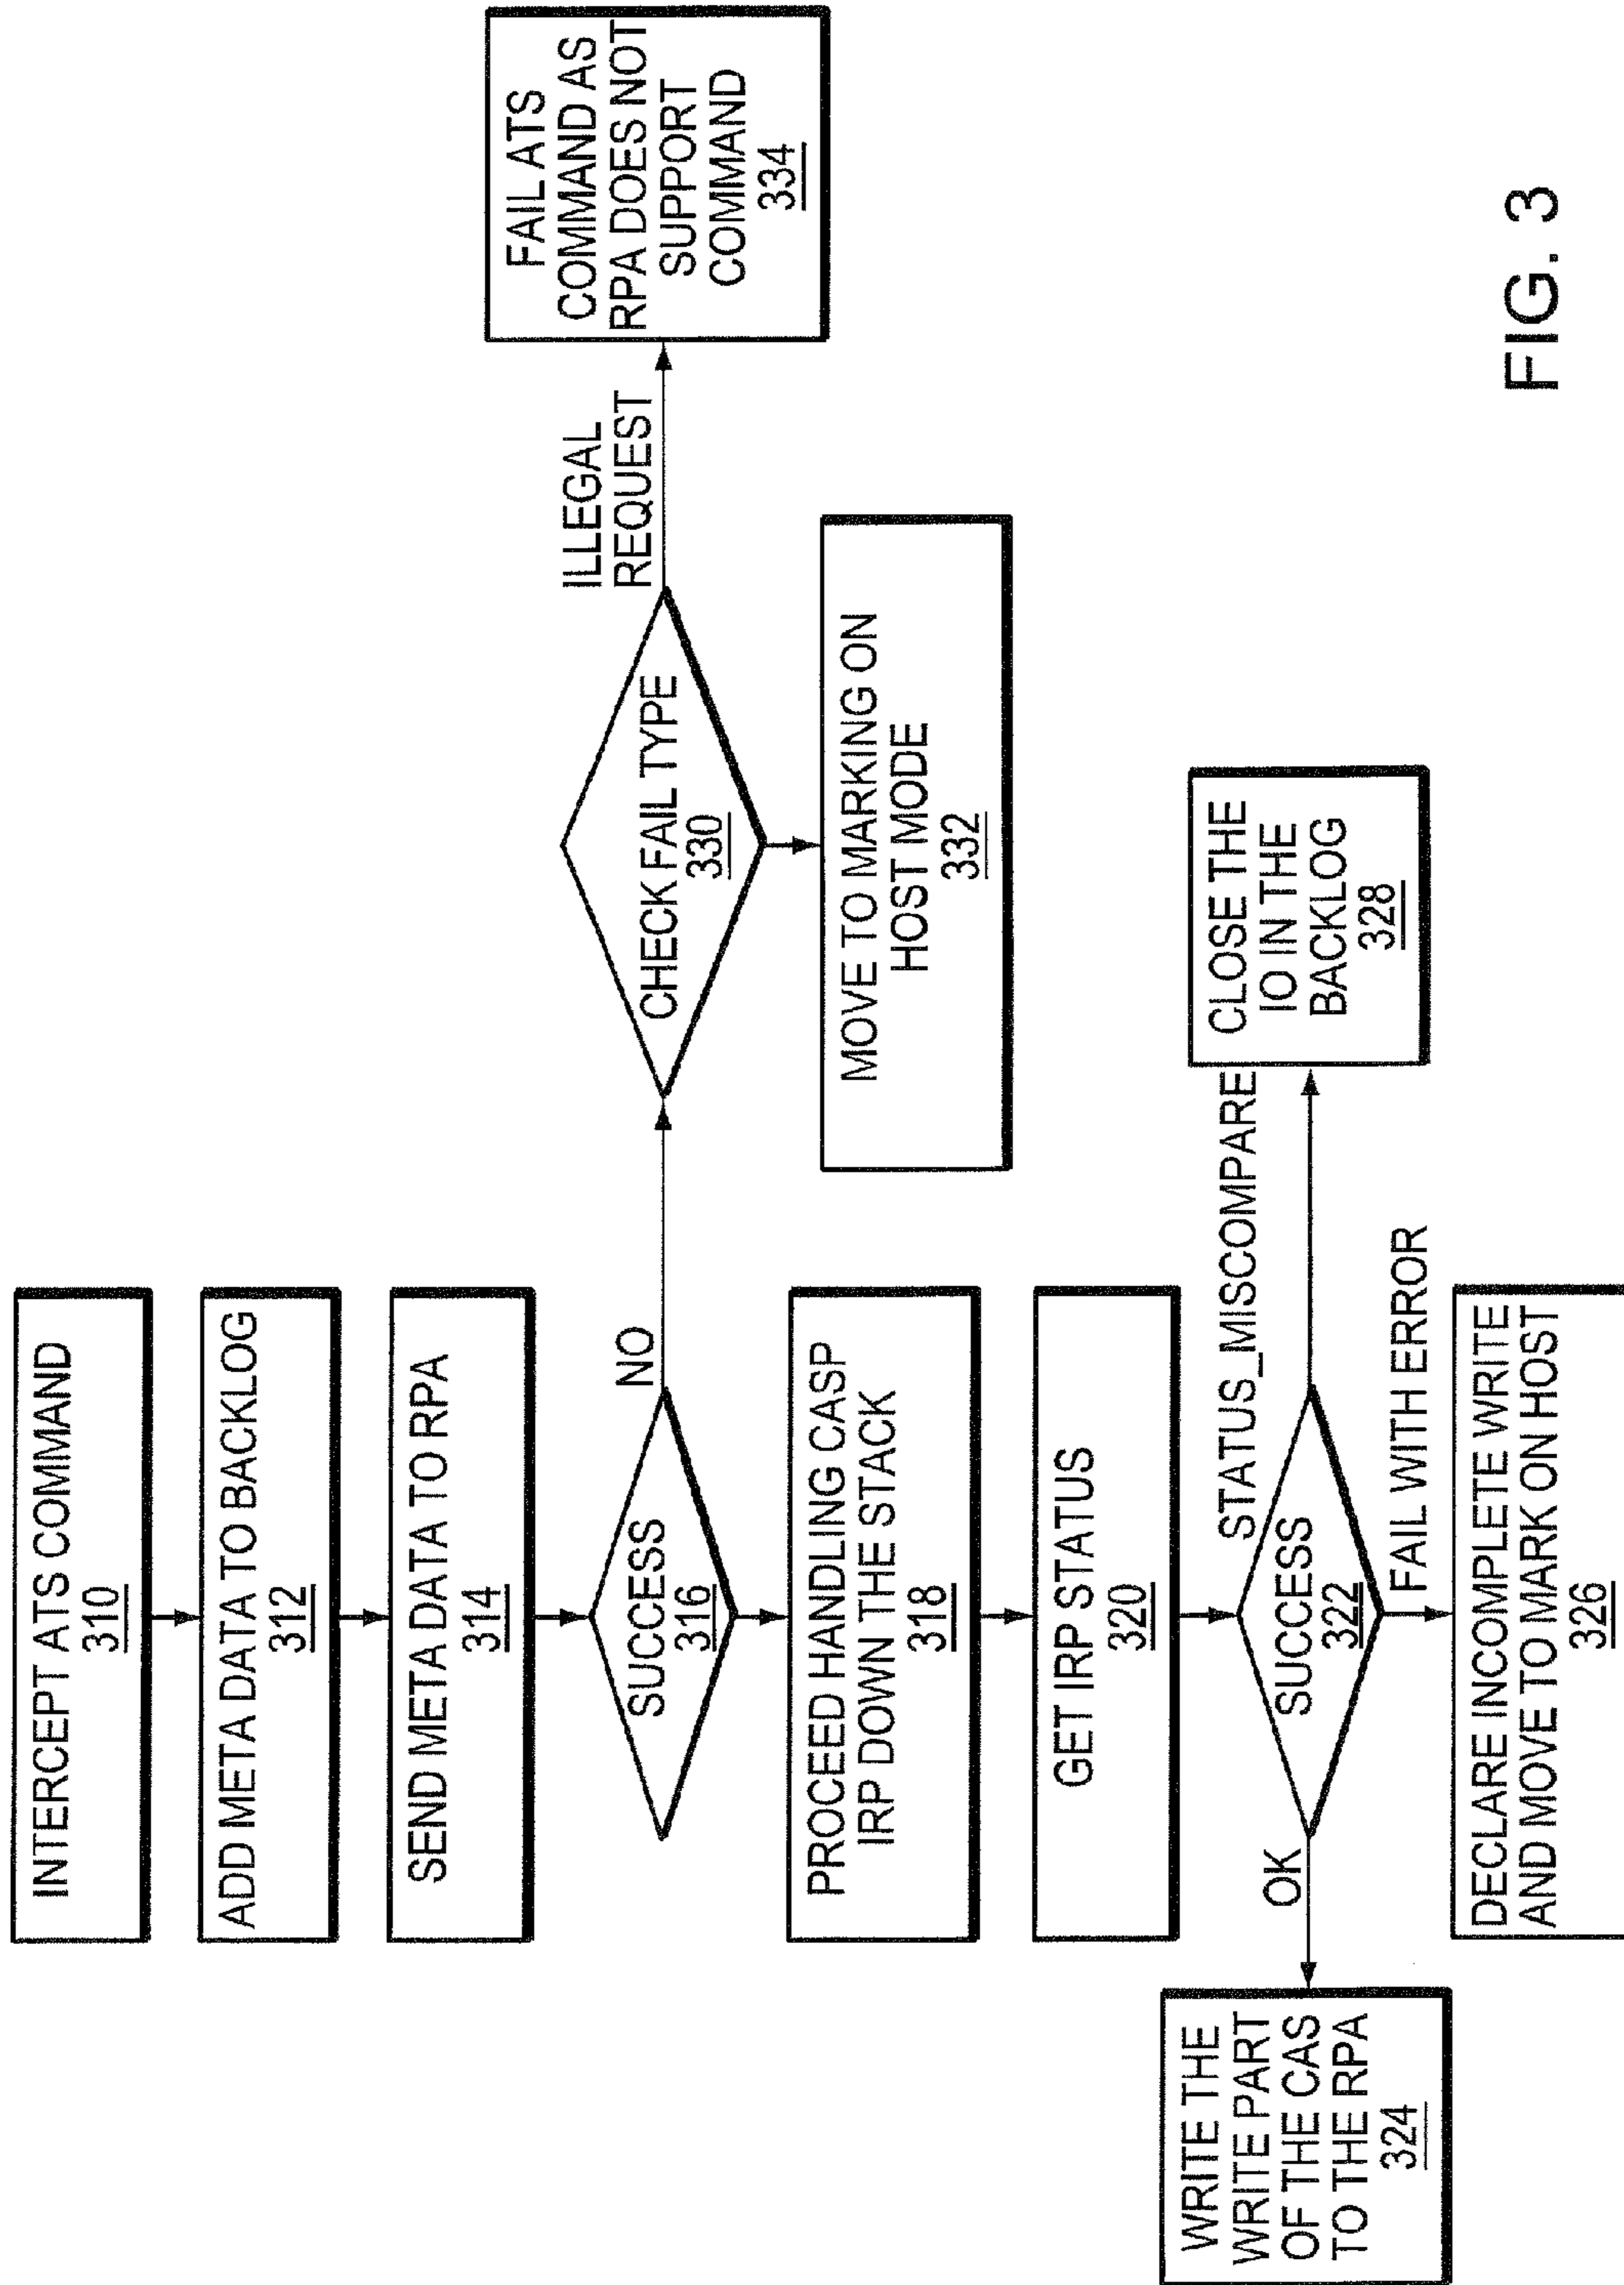 INTERCEPT ATS COMMAND
310
ADD META DATA TO BACKLOG
312
SEND META DATA TO RPA
314
SUCCESS
316
NO
CHECK FAIL TYPE
330
ILLEGAL
REQUEST
FAIL ATS
COMMAND AS
RPA DOES NOT
SUPPORT
COMMAND
334
MOVE TO MARKING ON
HOST MODE
332
PROCEED HANDLING CASP
IRP DOWN THE STACK
318
GET IRP STATUS
320
SUCCESS
322
OK
WRITE THE
WRITE PART
OF THE CAS
TO THE RPA
324
STATUS_MISCOMPARE
CLOSE THE
IO IN THE
BACKLOG
328
FAIL WITH ERROR
DECLARE INCOMPLETE WRITE
AND MOVE TO MARK ON HOST
326
FIG. 3